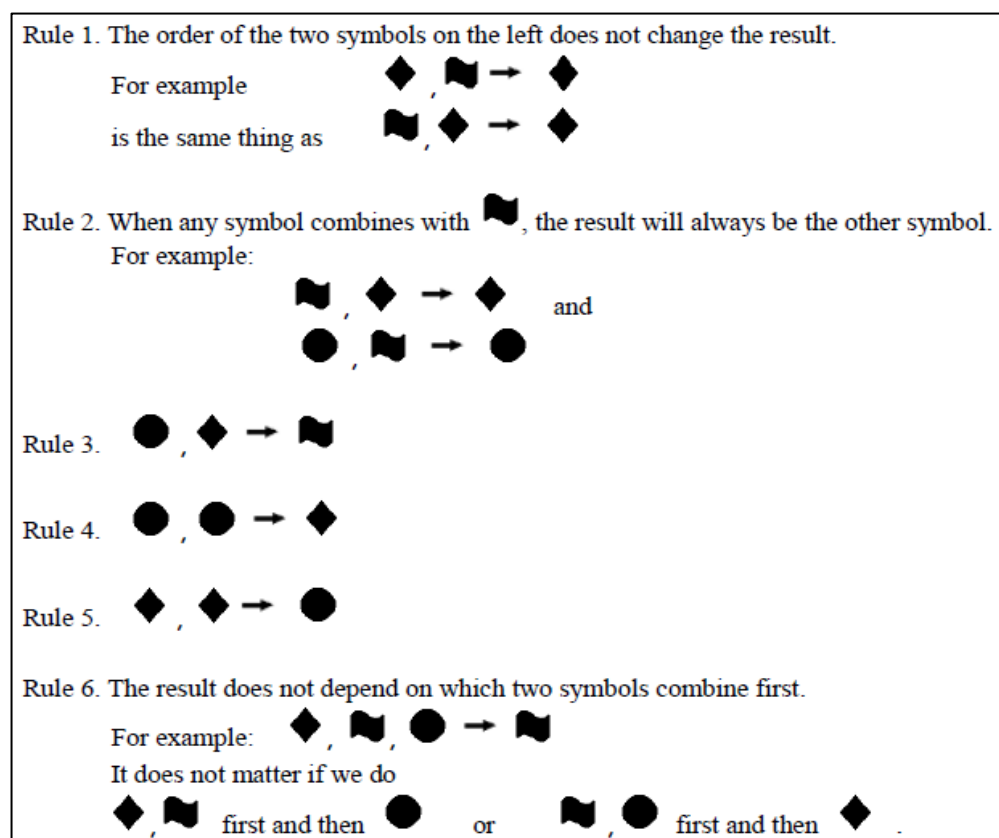 Rule 1. The order of the two symbols on the left does not change the result.
For example ◆ , ▰ → ◆
is the same thing as ▰ , ◆ → ◆
Rule 2. When any symbol combines with ▰ , the result will always be the other symbol.
For example:
▰ , ◆ → ◆ and
● , ▰ → ●
Rule 3. ● , ◆ → ▰
Rule 4. ● , ● → ◆
Rule 5. ◆ , ◆ → ●
Rule 6. The result does not depend on which two symbols combine first.
For example: ◆ , ▰ , ● → ▰
It does not matter if we do
◆ , ▰ first and then ● or ▰ , ● first and then ◆ .